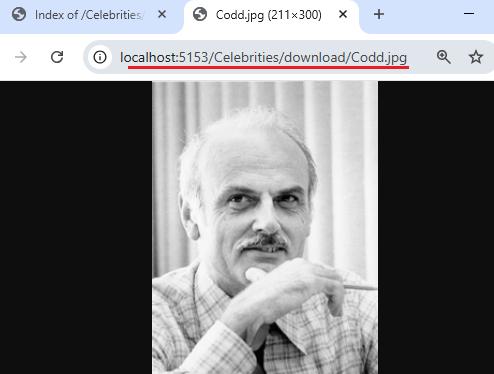 Index of /Celebrities/
Codd.jpg (211×300)
localhost:5153/Celebrities/download/Codd.jpg